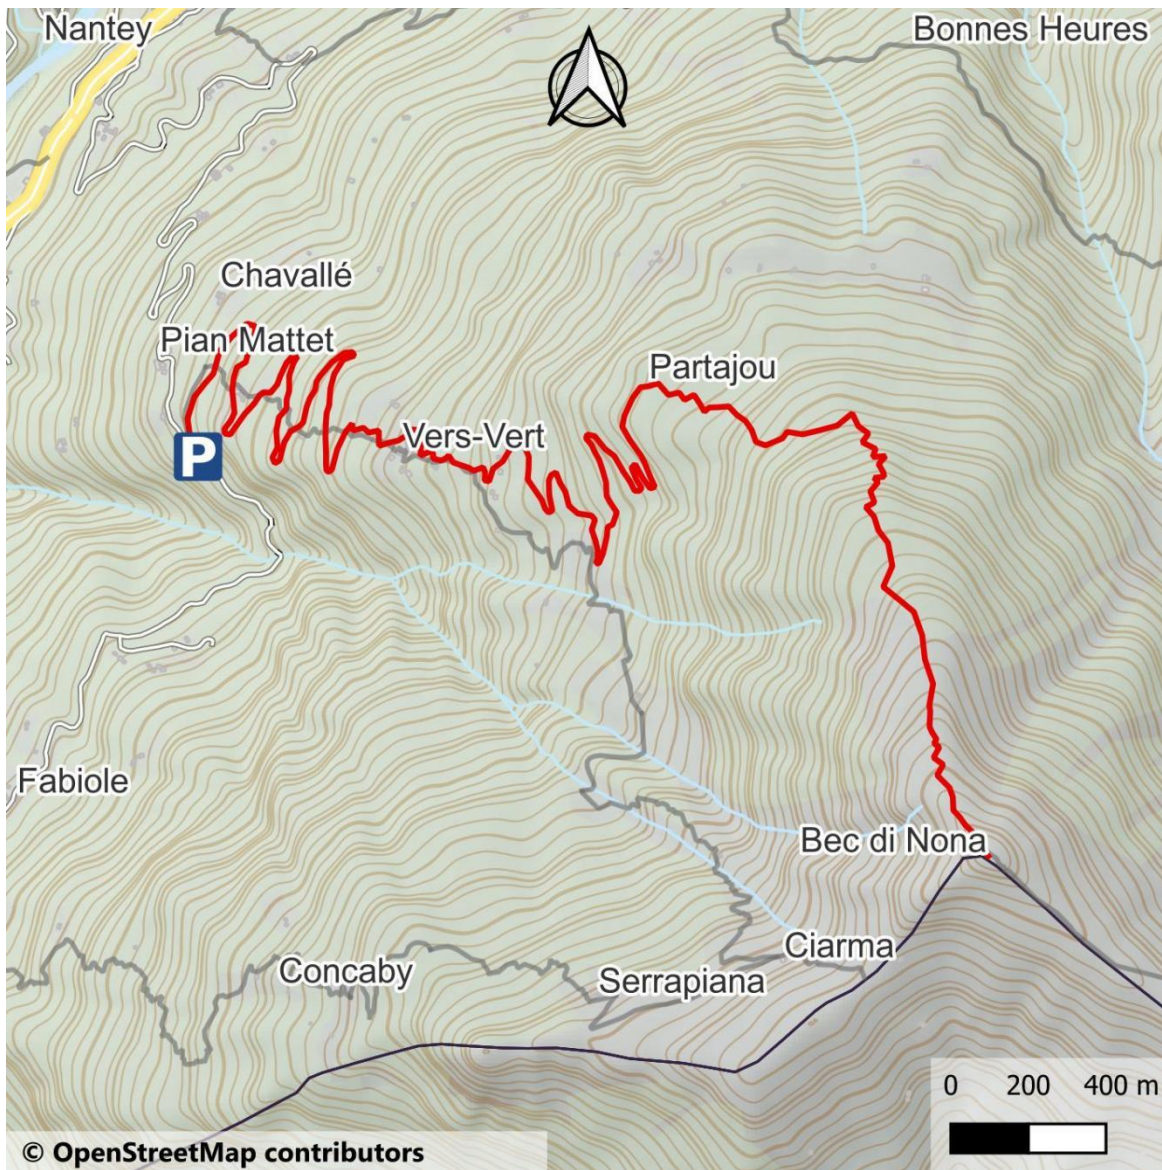 Nantey
Bonnes Heures
Chavallé
Pian Mattet
Partajou
Vers-Vert
P
Fabiole
Bec di Nona
Ciarma
Concaby
Serrapiana
0 200 400 m
© OpenStreetMap contributors